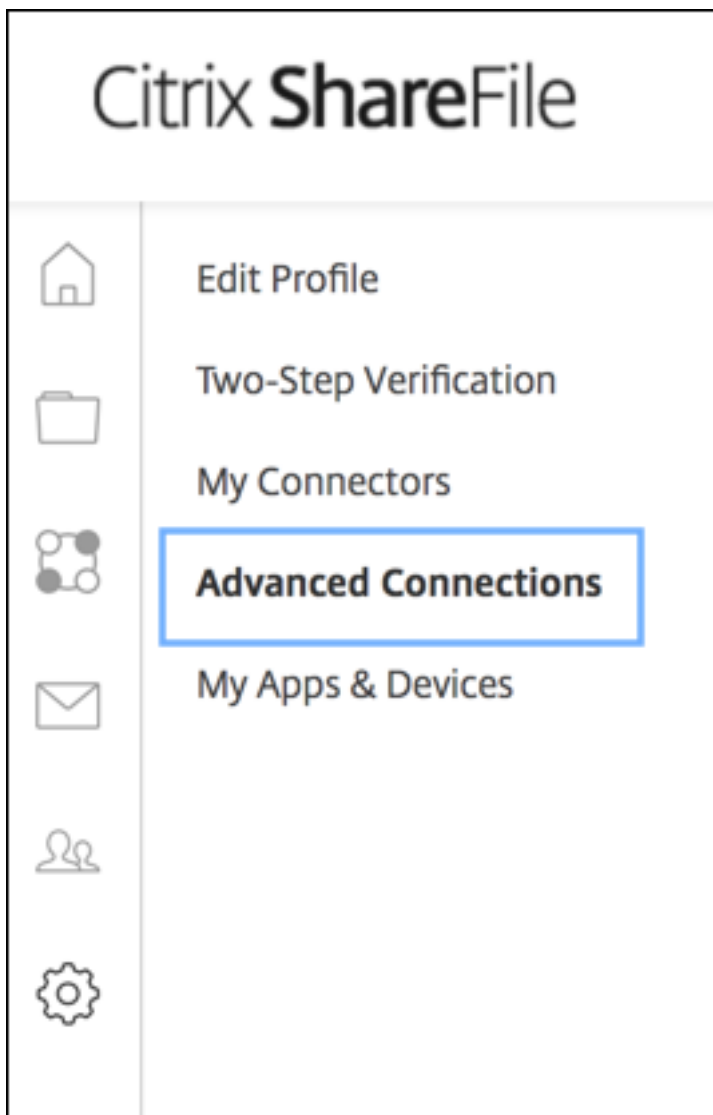 Citrix ShareFile
Edit Profile
Two-Step Verification
My Connectors
Advanced Connections
My Apps & Devices